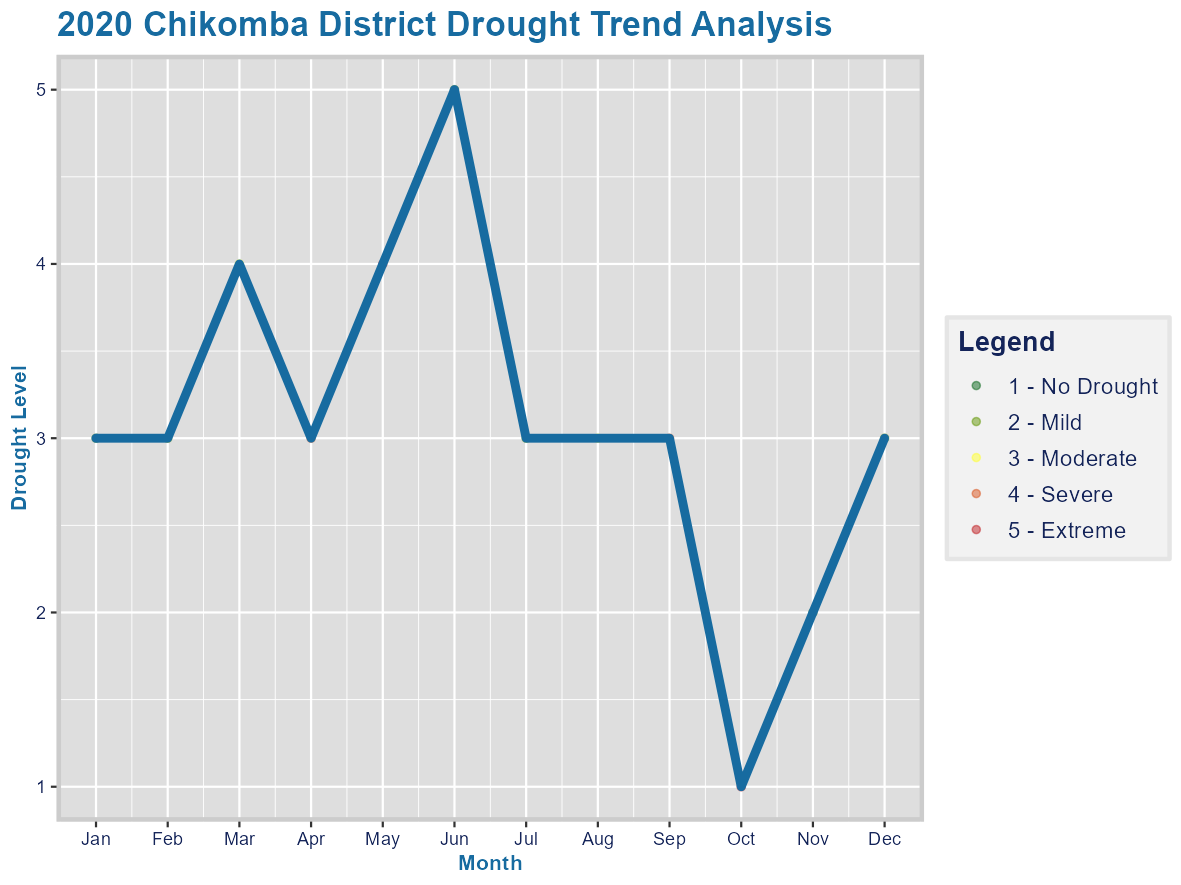 2020 Chikomba District Drought Trend Analysis
5
4
3
2
1
Drought Level
Jan Feb Mar Apr May Jun Jul Aug Sep Oct Nov Dec
Month
Legend
1 - No Drought
2 - Mild
3 - Moderate
4 - Severe
5 - Extreme